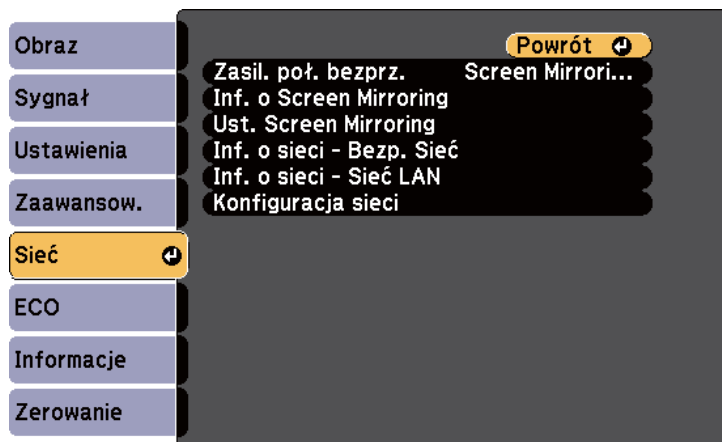 Obraz
Sygnał
Ustawienia
Zaawansow.
Sieć
ECO
Informacje
Zerowanie
Powrót
Zasil. poł. bezprz. Screen Mirrori...
Inf. o Screen Mirroring
Ust. Screen Mirroring
Inf. o sieci - Bezp. Sieć
Inf. o sieci - Sieć LAN
Konfiguracja sieci